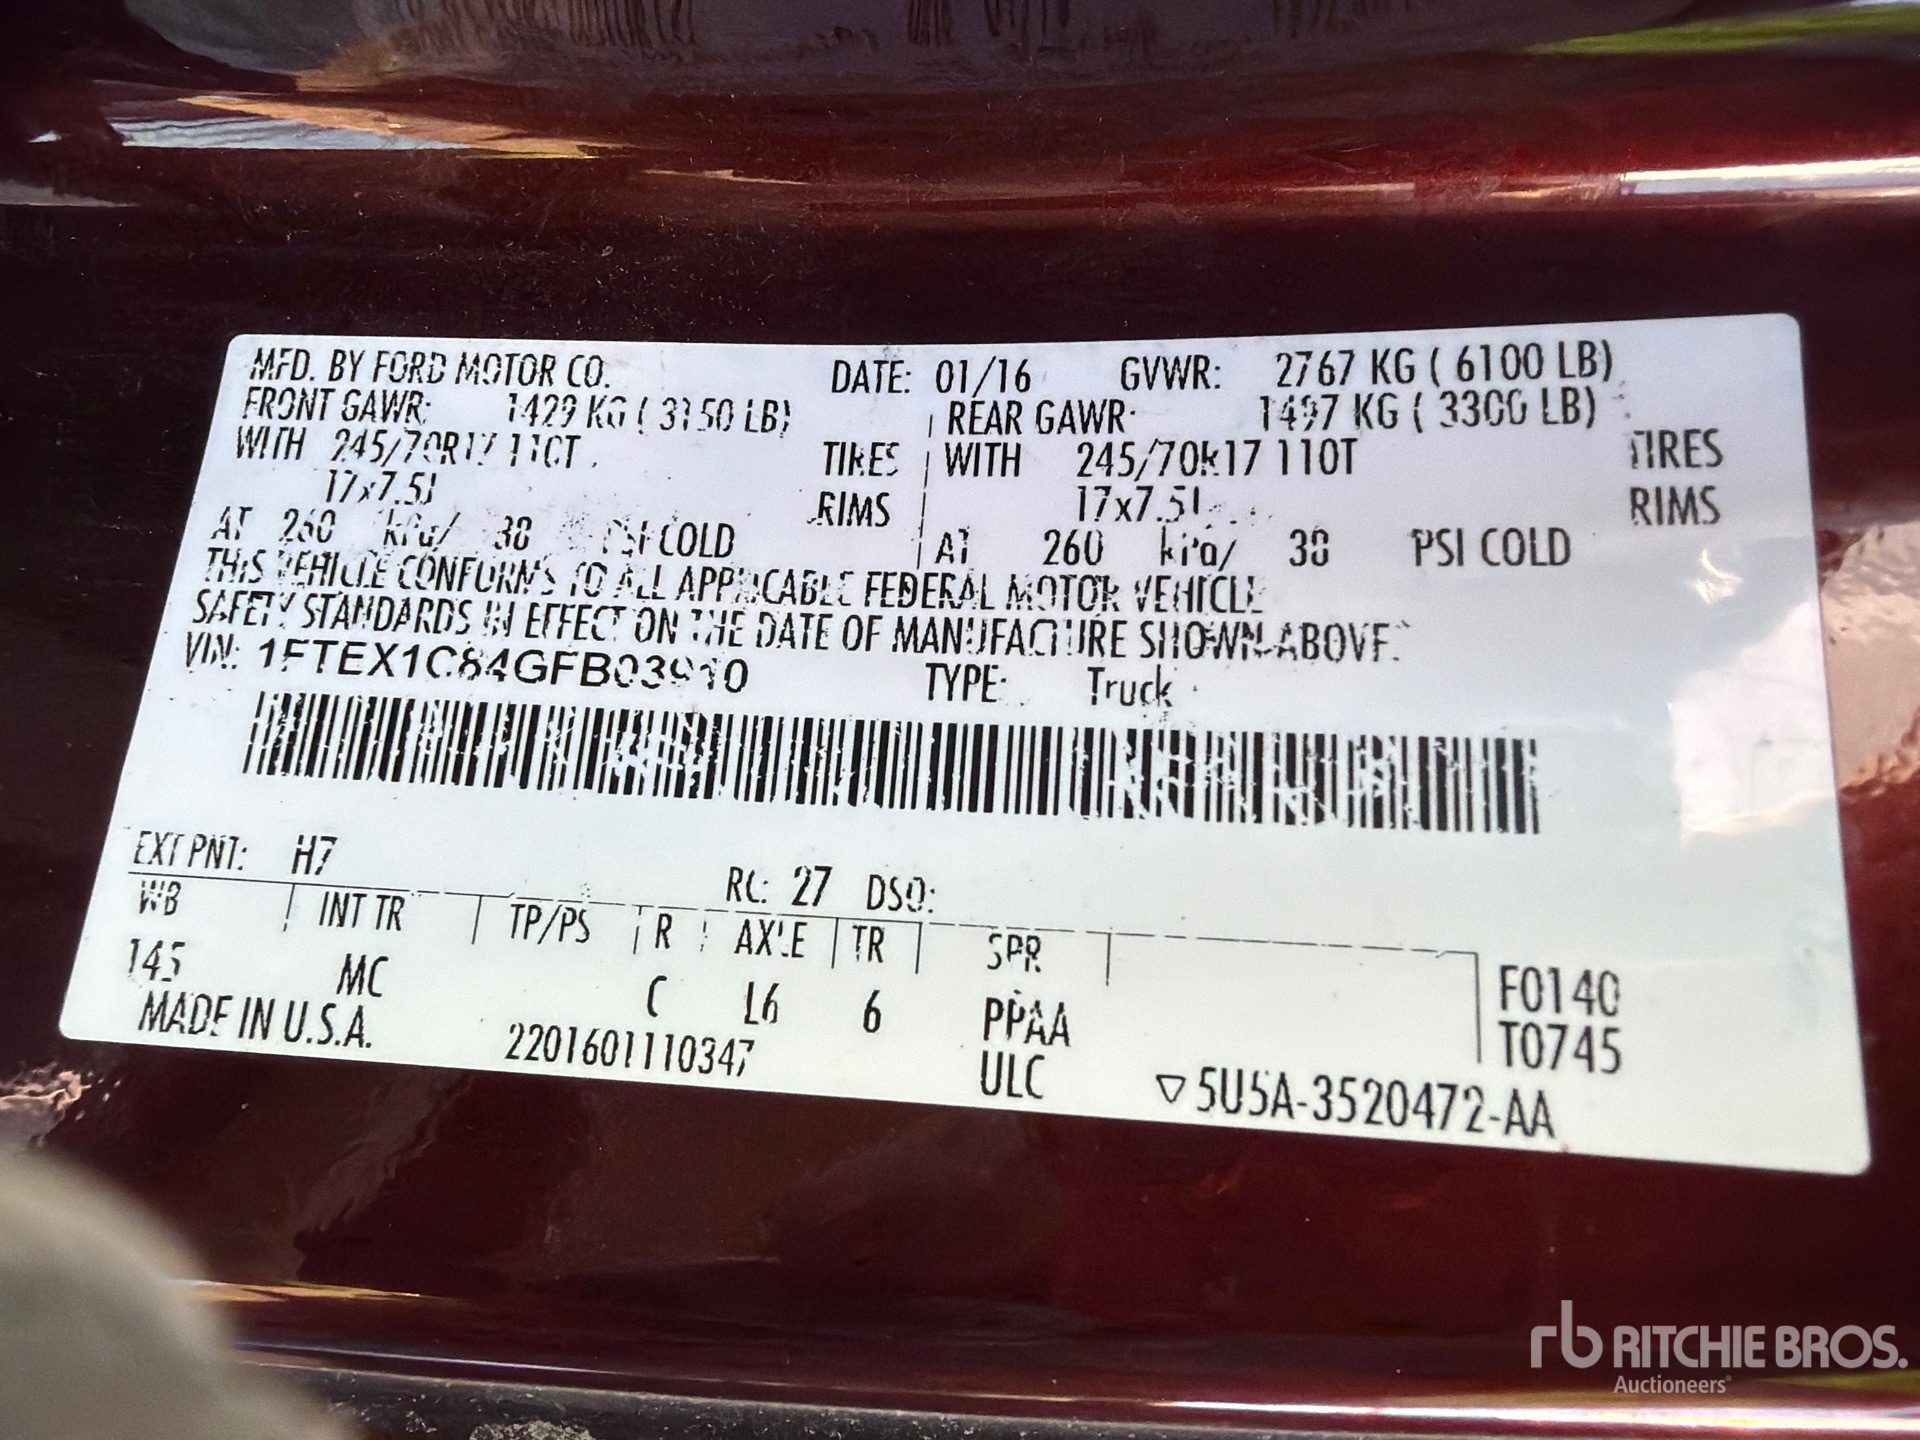 MFD. BY FORD MOTOR CO. DATE: 01/16 GVWR: 2767 KG ( 6100 LB)
FRONT GAWR: 1429 KG ( 3150 LB) REAR GAWR: 1497 KG ( 3300 LB)
WITH 245/70R17 110T TIRES WITH 245/70R17 110T TIRES
17x7.5J RIMS 17x7.5J RIMS
AT 260 kPa/ 38 PSI COLD AT 260 kPa/ 38 PSI COLD
THIS VEHICLE CONFORMS TO ALL APPLICABLE FEDERAL MOTOR VEHICLE
SAFETY STANDARDS IN EFFECT ON THE DATE OF MANUFACTURE SHOWN ABOVE.
VIN: 1FTEX1C84GFB03910 TYPE: Truck
EXT PNT: H7 RC: 27 DSO:
WB INT TR TP/PS R AXLE TR SPR
145 MC C L6 6 PPAA F0140
MADE IN U.S.A. 2201601110347 ULC T0745
▽5U5A-3520472-AA
rb RITCHIE BROS.
Auctioneers